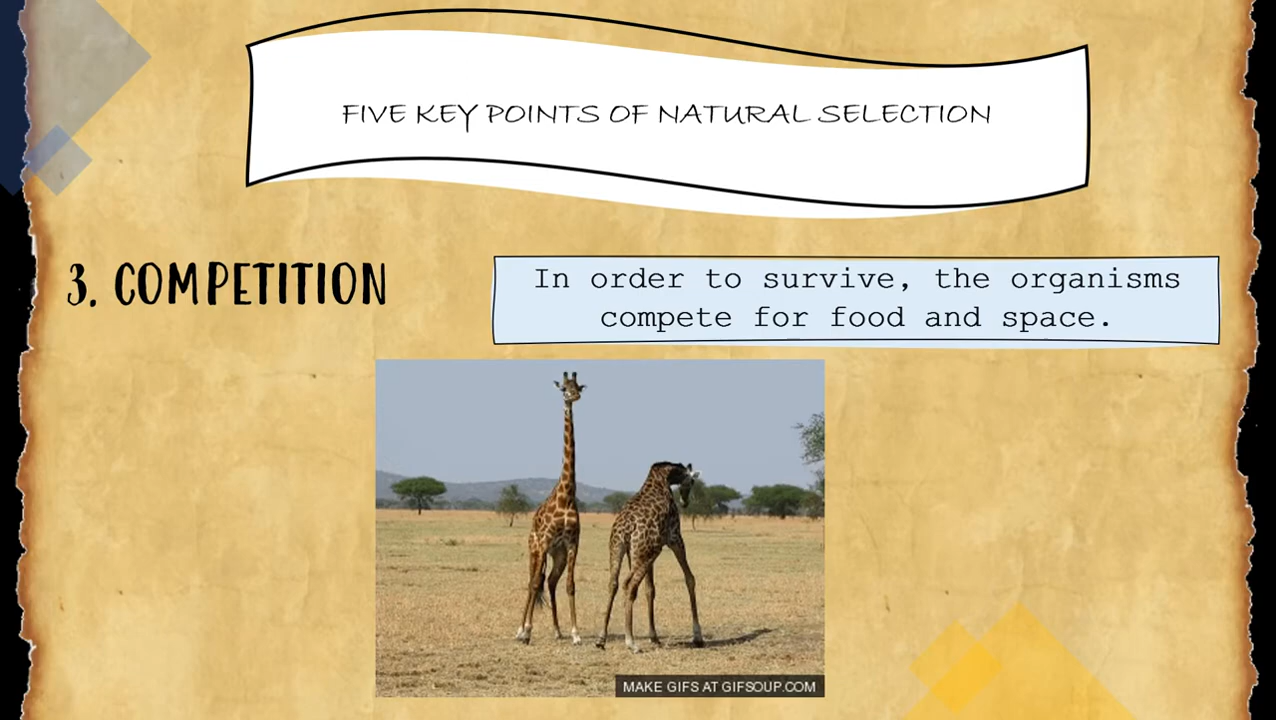 FIVE KEY POINTS OF NATURAL SELECTION
3. COMPETITION
In order to survive, the organisms
compete for food and space.
MAKE GIFS AT GIFSOUP.COM